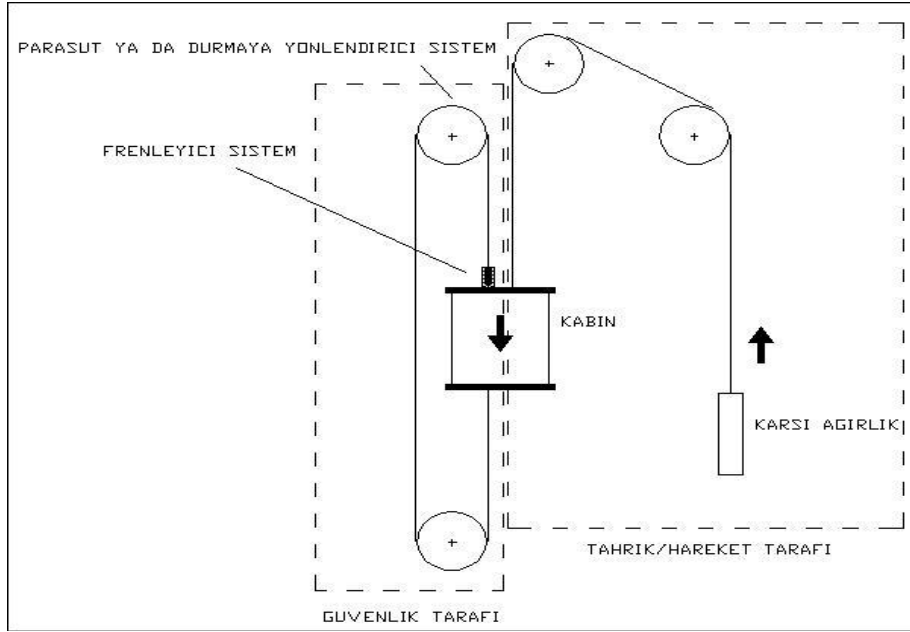 PARASUT YA DA DURMAYA YONLENDIRICI SISTEM
FRENLEYICI SISTEM
KABIN
KARSI AGIRLIK
TAHRIK/HAREKET TARAFI
GUVENLIK TARAFI